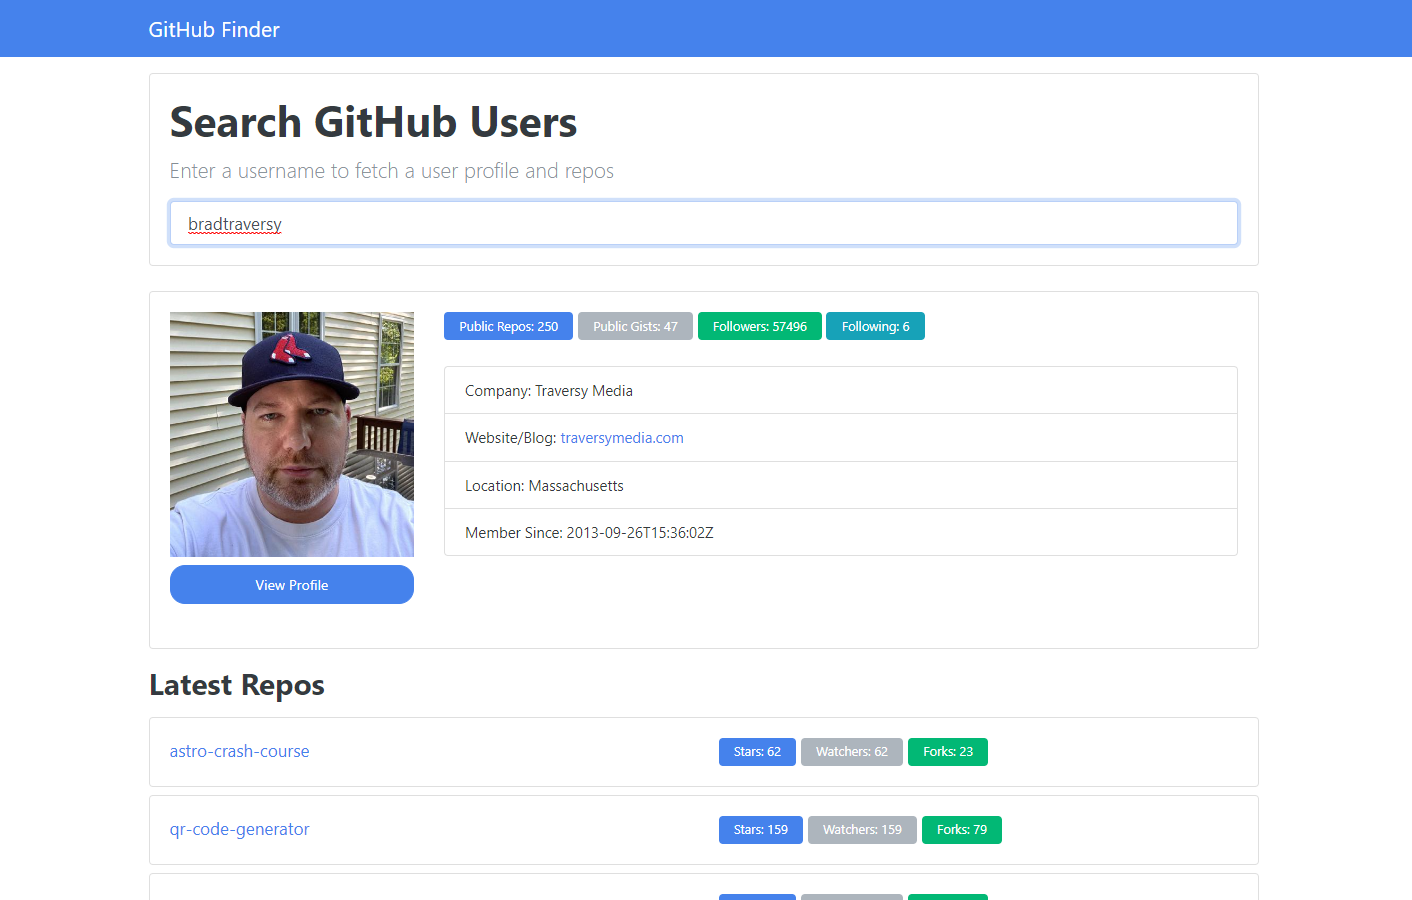 GitHub Finder
Search GitHub Users
Enter a username to fetch a user profile and repos
bradtraversy
Public Repos: 250 Public Gists: 47 Followers: 57496 Following: 6
Company: Traversy Media
Website/Blog: traversymedia.com
Location: Massachusetts
Member Since: 2013-09-26T15:36:02Z
View Profile
Latest Repos
astro-crash-course Stars: 62 Watchers: 62 Forks: 23
qr-code-generator Stars: 159 Watchers: 159 Forks: 79